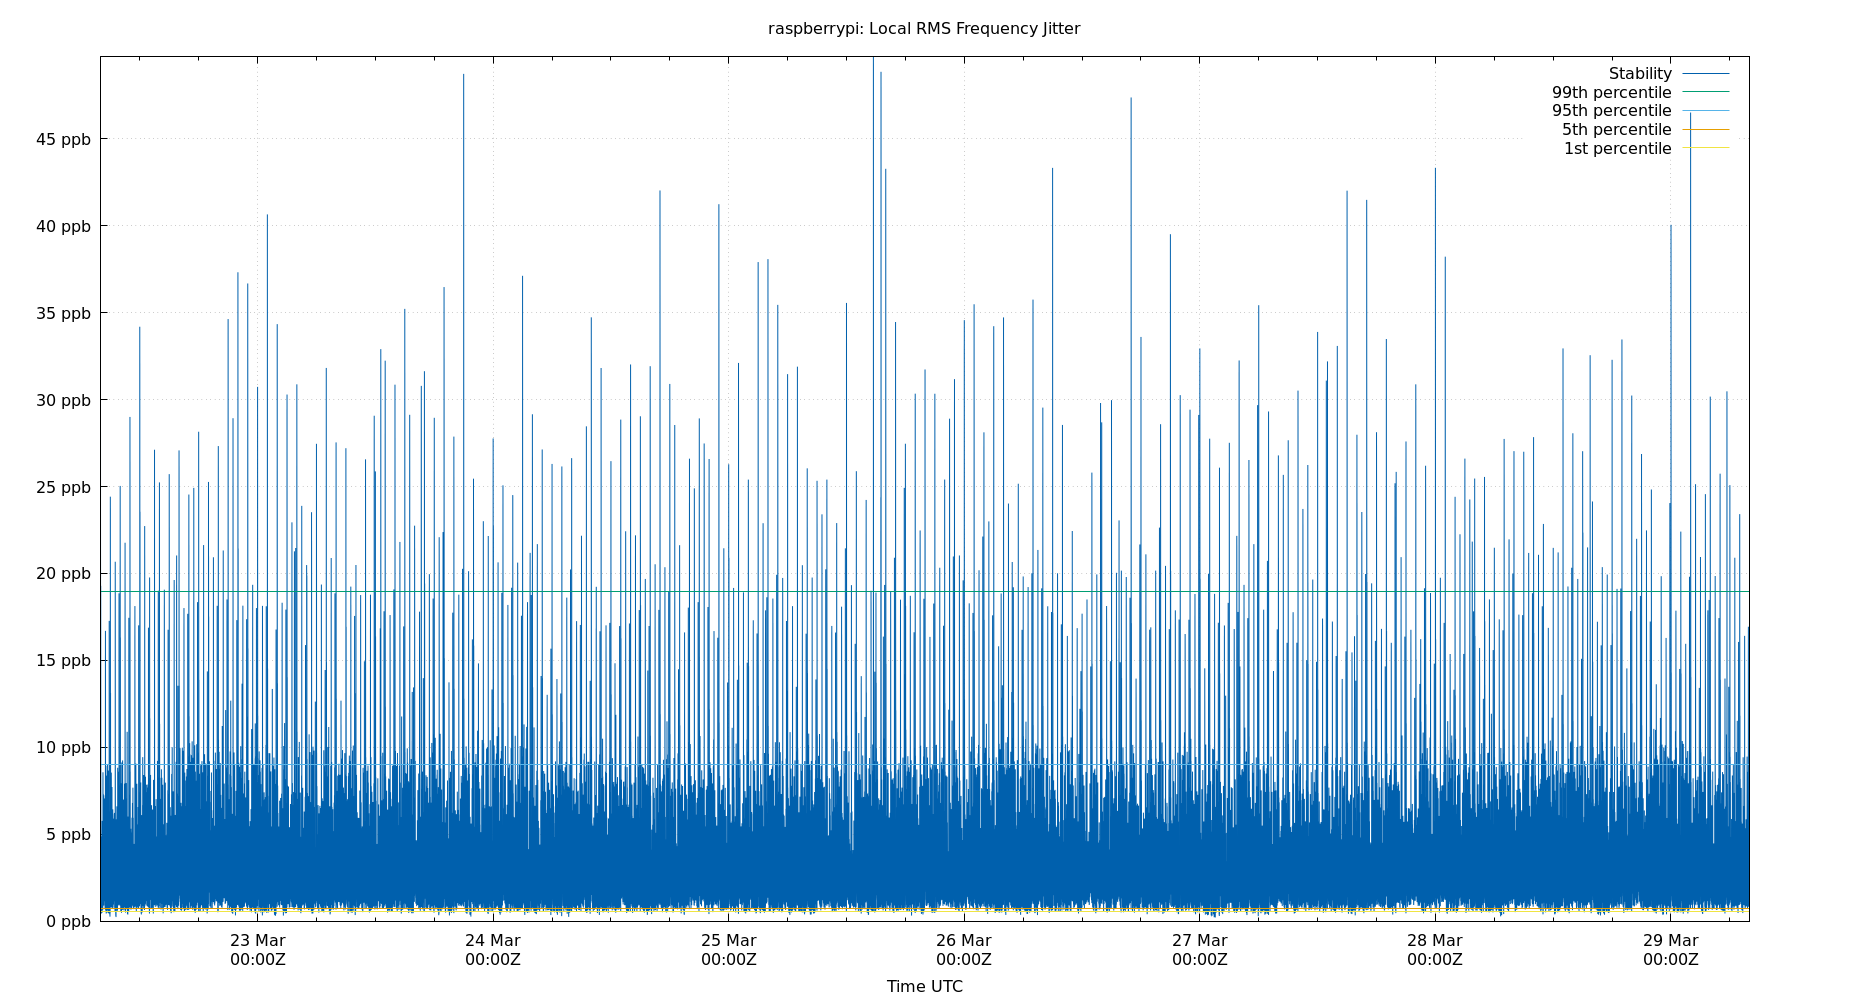 raspberrypi: Local RMS Frequency Jitter
Stability
99th percentile
95th percentile
5th percentile
1st percentile
45 ppb
40 ppb
35 ppb
30 ppb
25 ppb
20 ppb
15 ppb
10 ppb
5 ppb
0 ppb
23 Mar 24 Mar 25 Mar 26 Mar 27 Mar 28 Mar 29 Mar
00:00Z 00:00Z 00:00Z 00:00Z 00:00Z 00:00Z 00:00Z
Time UTC